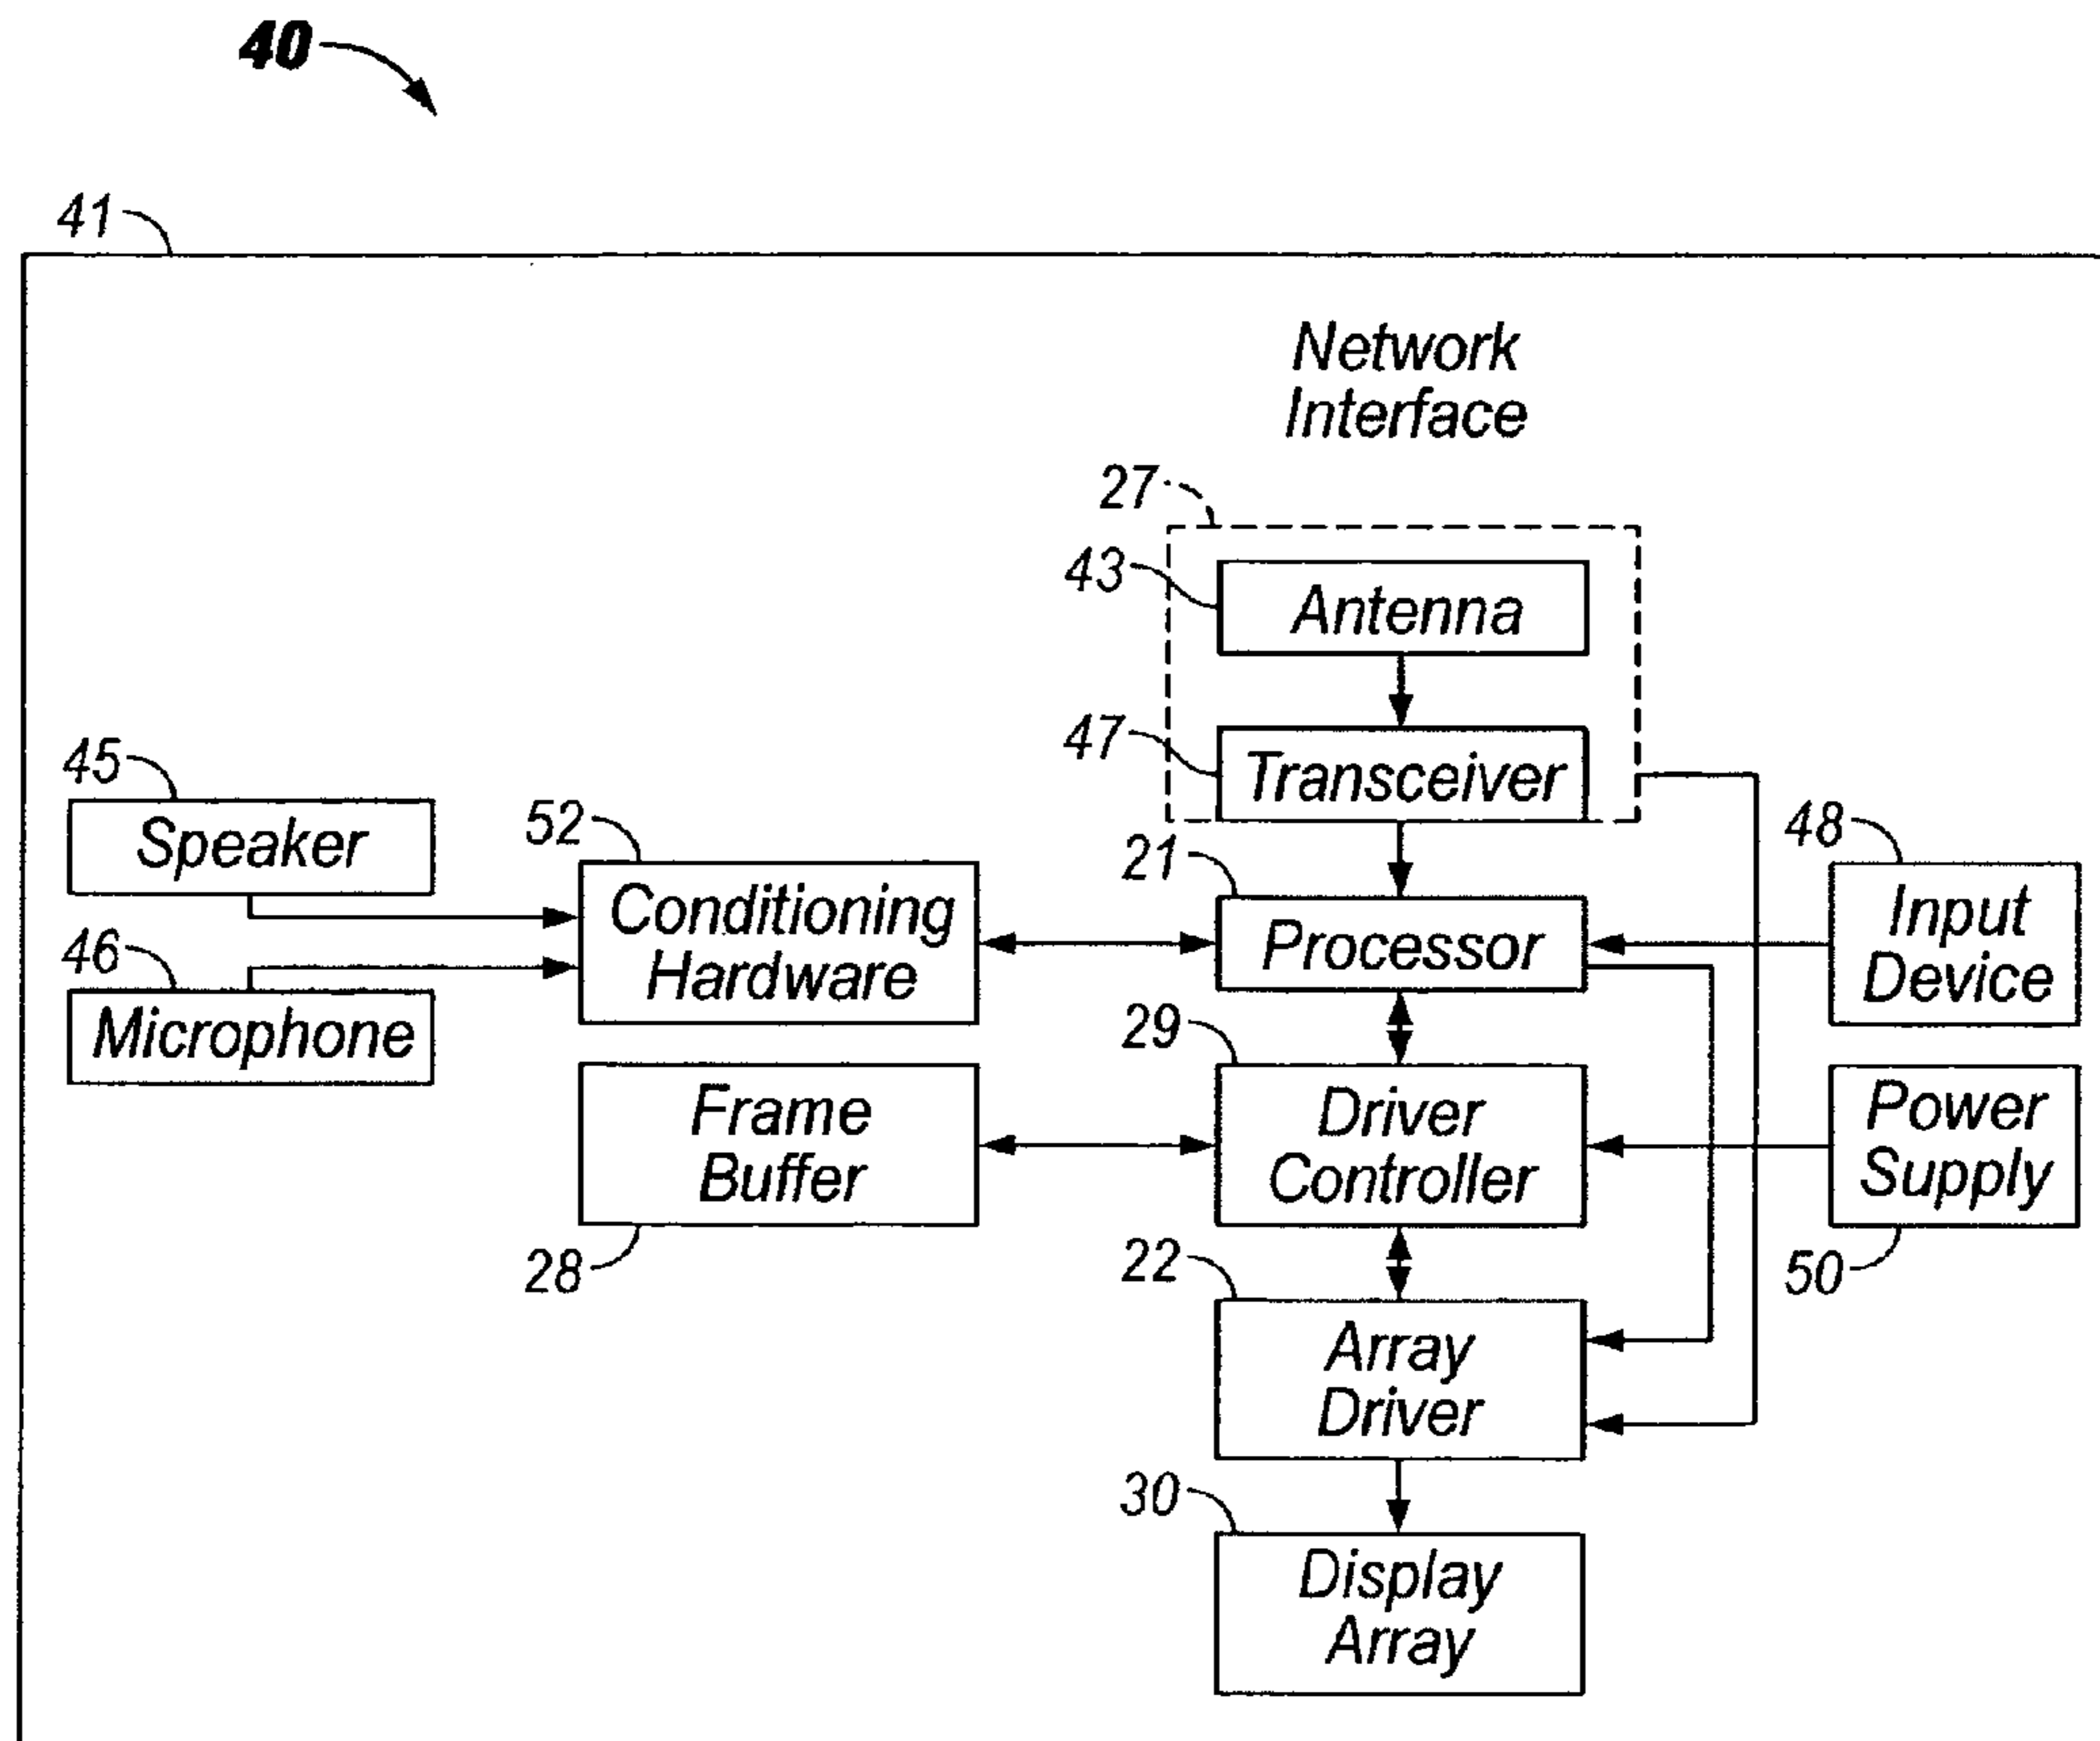 40
41
Network
Interface
27
43
Antenna
47
Transceiver
45
Speaker
52
Conditioning
Hardware
21
Processor
48
Input
Device
46
Microphone
29
Driver
Controller
Frame
Buffer
28
Power
Supply
50
22
Array
Driver
30
Display
Array